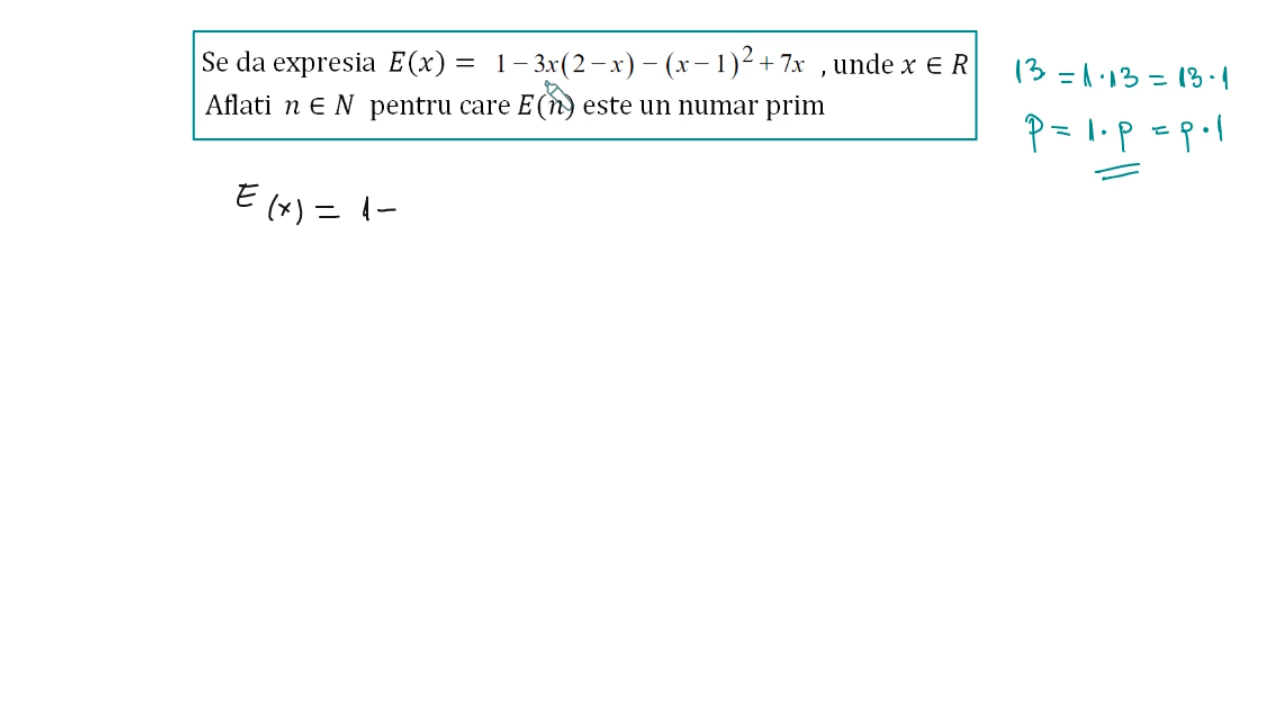 Se da expresia E(x) = 1 − 3x(2 − x) − (x − 1)² + 7x , unde x ∈ R
Aflati n ∈ N pentru care E(n) este un numar prim
13 = 1·13 = 13·1
p = 1·p = p·1
E(x) = 1 −